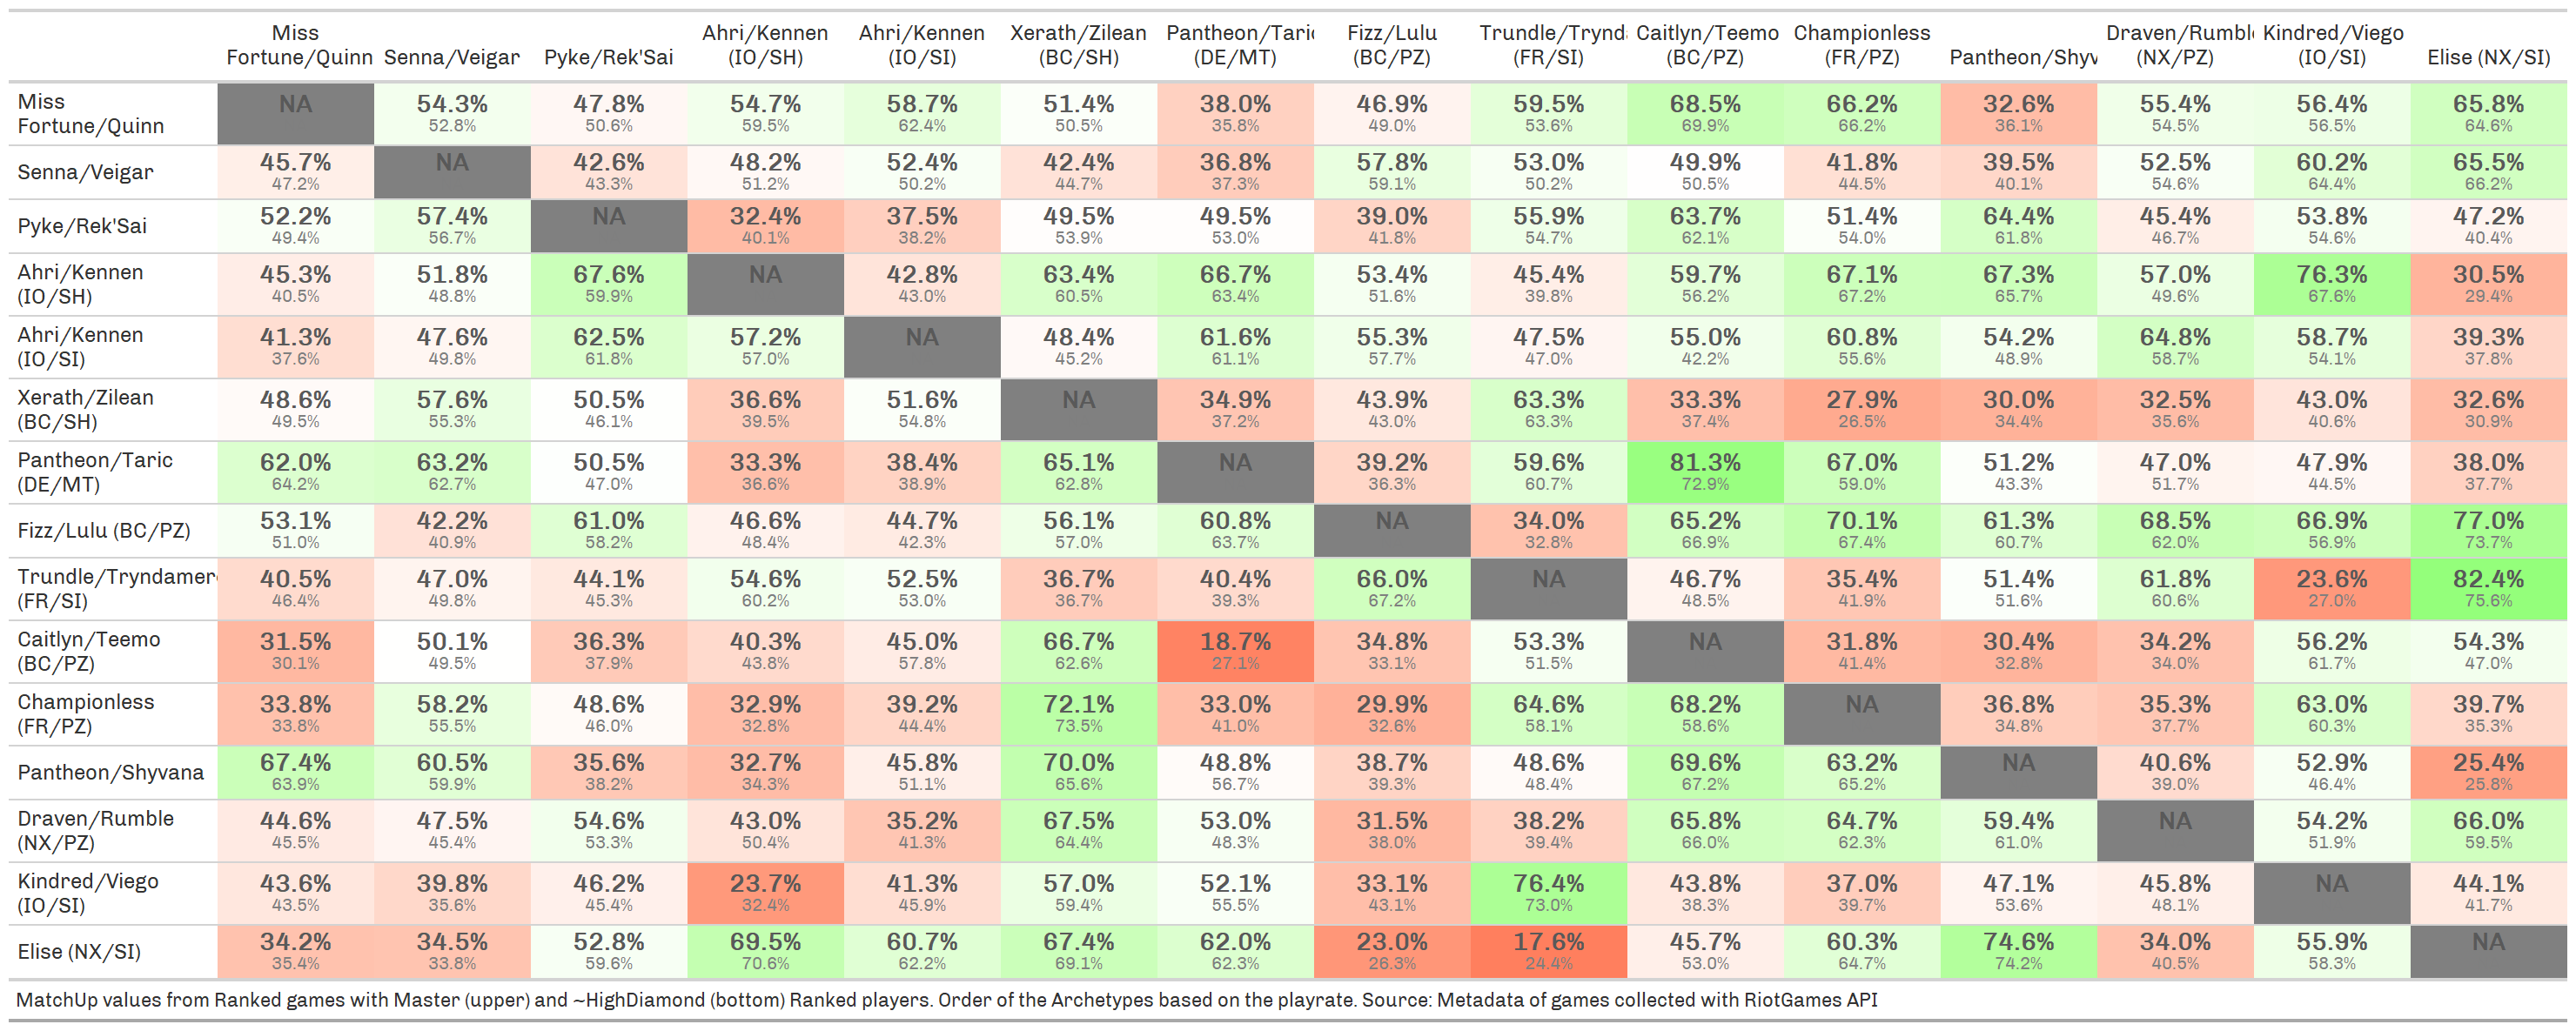 Miss Fortune/Quinn Senna/Veigar Pyke/Rek'Sai Ahri/Kennen (IO/SH) Ahri/Kennen (IO/SI) Xerath/Zilean (BC/SH) Pantheon/Taric (DE/MT) Fizz/Lulu (BC/PZ) Trundle/Trynd (FR/SI) Caitlyn/Teemo (BC/PZ) Championless (FR/PZ) Pantheon/Shyv Draven/Rumbl (NX/PZ) Kindred/Viego (IO/SI) Elise (NX/SI)
Miss Fortune/Quinn
NA 54.3% 47.8% 54.7% 58.7% 51.4% 38.0% 46.9% 59.5% 68.5% 66.2% 32.6% 55.4% 56.4% 65.8%
52.8% 50.6% 59.5% 62.4% 50.5% 35.8% 49.0% 53.6% 69.9% 66.2% 36.1% 54.5% 56.5% 64.6%
Senna/Veigar
45.7% NA 42.6% 48.2% 52.4% 42.4% 36.8% 57.8% 53.0% 49.9% 41.8% 39.5% 52.5% 60.2% 65.5%
47.2% 43.3% 51.2% 50.2% 44.7% 37.3% 59.1% 50.2% 50.5% 44.5% 40.1% 54.6% 64.4% 66.2%
Pyke/Rek'Sai
52.2% 57.4% NA 32.4% 37.5% 49.5% 49.5% 39.0% 55.9% 63.7% 51.4% 64.4% 45.4% 53.8% 47.2%
49.4% 56.7% 40.1% 38.2% 53.9% 53.0% 41.8% 54.7% 62.1% 54.0% 61.8% 46.7% 54.6% 40.4%
Ahri/Kennen (IO/SH)
45.3% 51.8% 67.6% NA 42.8% 63.4% 66.7% 53.4% 45.4% 59.7% 67.1% 67.3% 57.0% 76.3% 30.5%
40.5% 48.8% 59.9% 43.0% 60.5% 63.4% 51.6% 39.8% 56.2% 67.2% 65.7% 49.6% 67.6% 29.4%
Ahri/Kennen (IO/SI)
41.3% 47.6% 62.5% 57.2% NA 48.4% 61.6% 55.3% 47.5% 55.0% 60.8% 54.2% 64.8% 58.7% 39.3%
37.6% 49.8% 61.8% 57.0% 45.2% 61.1% 57.7% 47.0% 42.2% 55.6% 48.9% 58.7% 54.1% 37.8%
Xerath/Zilean (BC/SH)
48.6% 57.6% 50.5% 36.6% 51.6% NA 34.9% 43.9% 63.3% 33.3% 27.9% 30.0% 32.5% 43.0% 32.6%
49.5% 55.3% 46.1% 39.5% 54.8% 37.2% 43.0% 63.3% 37.4% 26.5% 34.4% 35.6% 40.6% 30.9%
Pantheon/Taric (DE/MT)
62.0% 63.2% 50.5% 33.3% 38.4% 65.1% NA 39.2% 59.6% 81.3% 67.0% 51.2% 47.0% 47.9% 38.0%
64.2% 62.7% 47.0% 36.6% 38.9% 62.8% 36.3% 60.7% 72.9% 59.0% 43.3% 51.7% 44.5% 37.7%
Fizz/Lulu (BC/PZ)
53.1% 42.2% 61.0% 46.6% 44.7% 56.1% 60.8% NA 34.0% 65.2% 70.1% 61.3% 68.5% 66.9% 77.0%
51.0% 40.9% 58.2% 48.4% 42.3% 57.0% 63.7% 32.8% 66.9% 67.4% 60.7% 62.0% 56.9% 73.7%
Trundle/Tryndamer (FR/SI)
40.5% 47.0% 44.1% 54.6% 52.5% 36.7% 40.4% 66.0% NA 46.7% 35.4% 51.4% 61.8% 23.6% 82.4%
46.4% 49.8% 45.3% 60.2% 53.0% 36.7% 39.3% 67.2% 48.5% 41.9% 51.6% 60.6% 27.0% 75.6%
Caitlyn/Teemo (BC/PZ)
31.5% 50.1% 36.3% 40.3% 45.0% 66.7% 18.7% 34.8% 53.3% NA 31.8% 30.4% 34.2% 56.2% 54.3%
30.1% 49.5% 37.9% 43.8% 57.8% 62.6% 27.1% 33.1% 51.5% 41.4% 32.8% 34.0% 61.7% 47.0%
Championless (FR/PZ)
33.8% 58.2% 48.6% 32.9% 39.2% 72.1% 33.0% 29.9% 64.6% 68.2% NA 36.8% 35.3% 63.0% 39.7%
33.8% 55.5% 46.0% 32.8% 44.4% 73.5% 41.0% 32.6% 58.1% 58.6% 34.8% 37.7% 60.3% 35.3%
Pantheon/Shyvana
67.4% 60.5% 35.6% 32.7% 45.8% 70.0% 48.8% 38.7% 48.6% 69.6% 63.2% NA 40.6% 52.9% 25.4%
63.9% 59.9% 38.2% 34.3% 51.1% 65.6% 56.7% 39.3% 48.4% 67.2% 65.2% 39.0% 46.4% 25.8%
Draven/Rumble (NX/PZ)
44.6% 47.5% 54.6% 43.0% 35.2% 67.5% 53.0% 31.5% 38.2% 65.8% 64.7% 59.4% NA 54.2% 66.0%
45.5% 45.4% 53.3% 50.4% 41.3% 64.4% 48.3% 38.0% 39.4% 66.0% 62.3% 61.0% 51.9% 59.5%
Kindred/Viego (IO/SI)
43.6% 39.8% 46.2% 23.7% 41.3% 57.0% 52.1% 33.1% 76.4% 43.8% 37.0% 47.1% 45.8% NA 44.1%
43.5% 35.6% 45.4% 32.4% 45.9% 59.4% 55.5% 43.1% 73.0% 38.3% 39.7% 53.6% 48.1% 41.7%
Elise (NX/SI)
34.2% 34.5% 52.8% 69.5% 60.7% 67.4% 62.0% 23.0% 17.6% 45.7% 60.3% 74.6% 34.0% 55.9% NA
35.4% 33.8% 59.6% 70.6% 62.2% 69.1% 62.3% 26.3% 24.4% 53.0% 64.7% 74.2% 40.5% 58.3%
MatchUp values from Ranked games with Master (upper) and ~HighDiamond (bottom) Ranked players. Order of the Archetypes based on the playrate. Source: Metadata of games collected with RiotGames API